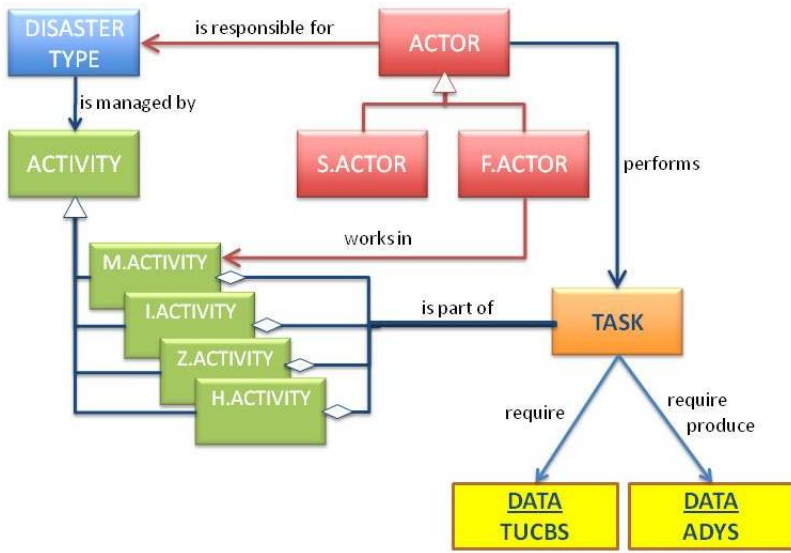 DISASTER
TYPE
is responsible for
ACTOR
is managed by
ACTIVITY
S.ACTOR
F.ACTOR
performs
works in
M.ACTIVITY
I.ACTIVITY
Z.ACTIVITY
H.ACTIVITY
is part of
TASK
require
require
produce
DATA
TUCBS
DATA
ADYS